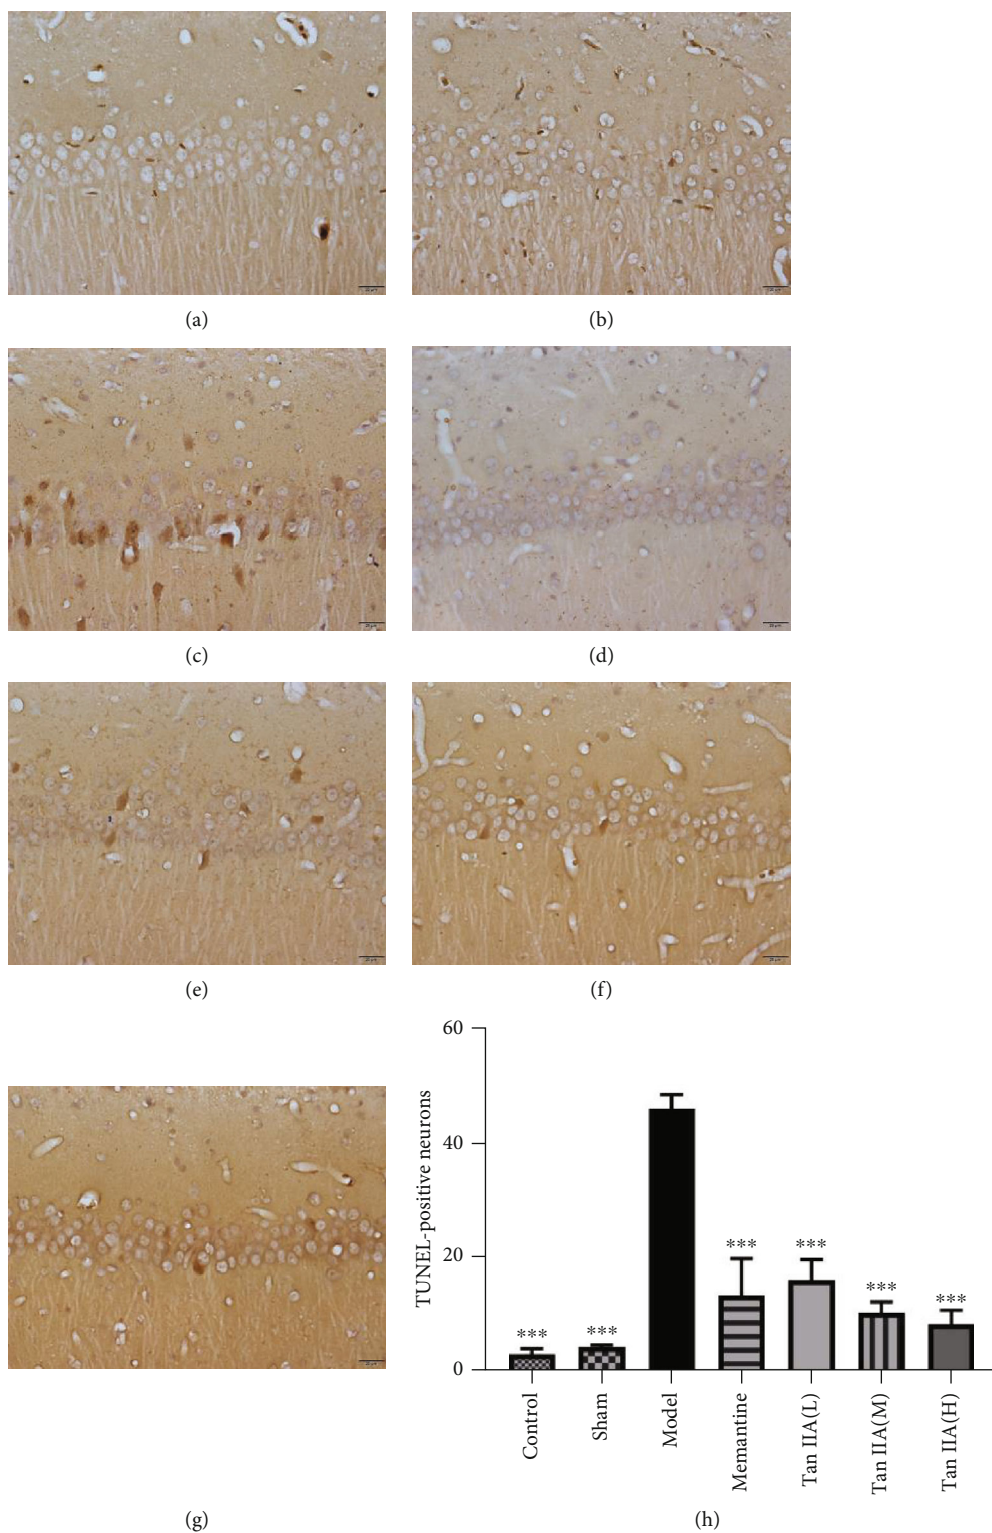 (a)
(b)
(c)
(d)
(e)
(f)
(g)
60
40
20
0
TUNEL-positive neurons
***
***
***
***
***
***
Control
Sham
Model
Memantine
Tan IIA(L)
Tan IIA(M)
Tan IIA(H)
(h)